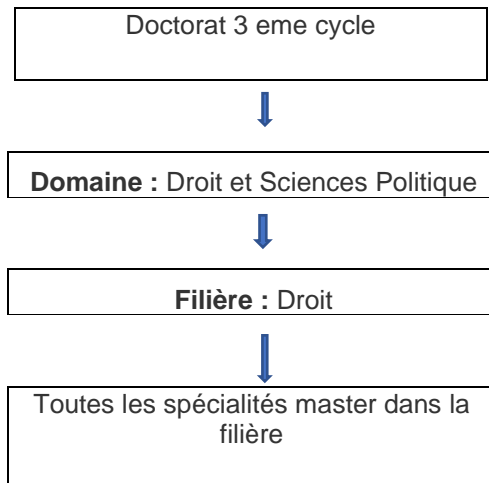 Doctorat 3 eme cycle
Domaine : Droit et Sciences Politique
Filière : Droit
Toutes les spécialités master dans la
filière